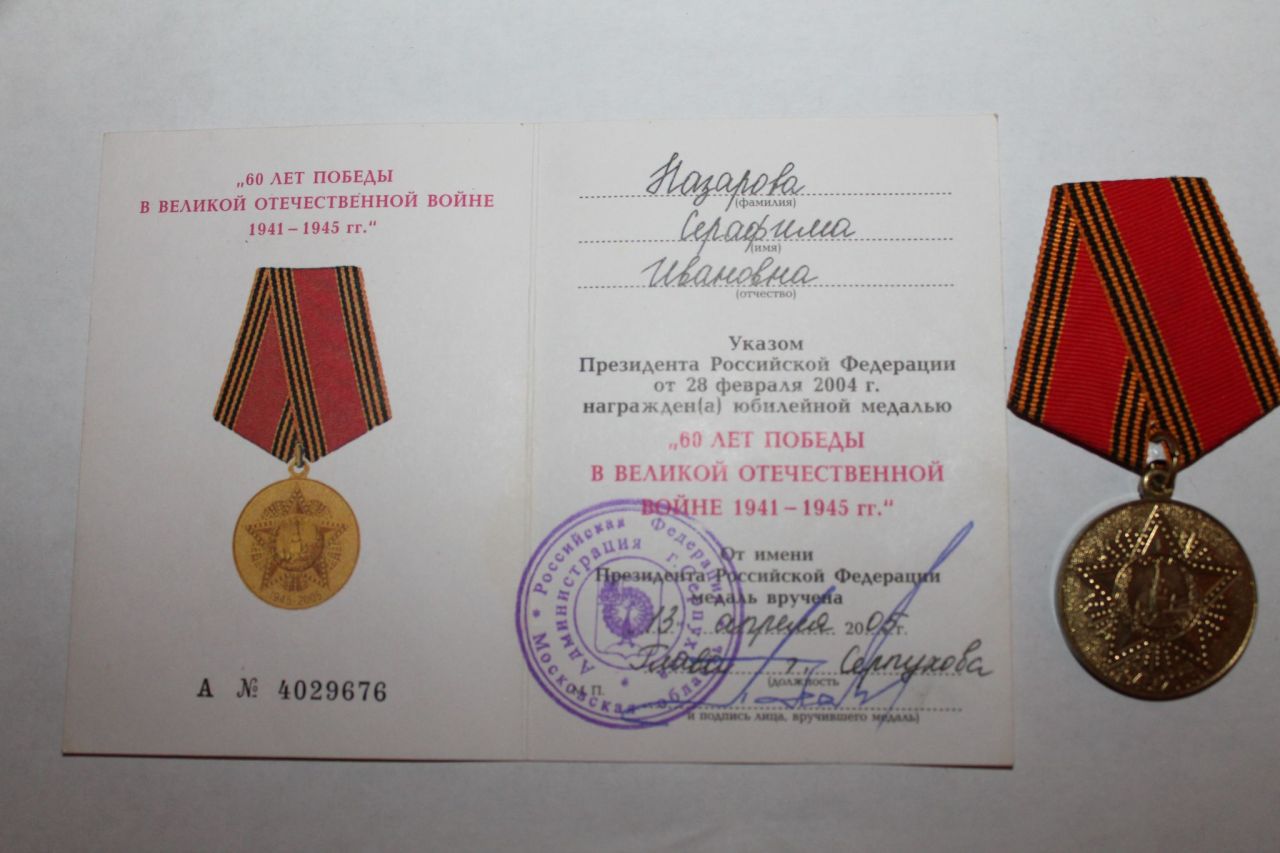 „60 ЛЕТ ПОБЕДЫ
В ВЕЛИКОЙ ОТЕЧЕСТВЕННОЙ ВОЙНЕ
1941 – 1945 гг.“
1945-2005
А № 4029676
Назарова
(фамилия)
Серафима
(имя)
Ивановна
(отчество)
Указом
Президента Российской Федерации
от 28 февраля 2004 г.
награжден(а) юбилейной медалью
„60 ЛЕТ ПОБЕДЫ
В ВЕЛИКОЙ ОТЕЧЕСТВЕННОЙ
ВОЙНЕ 1941 – 1945 гг.“
От имени
Президента Российской Федерации
медаль вручена
13 апреля 2005 г.
Глава г. Серпухова
(должность
М.П.
и подпись лица, вручившего медаль)
Российская Федерация * Московская область *
Администрация г. Серпухова *